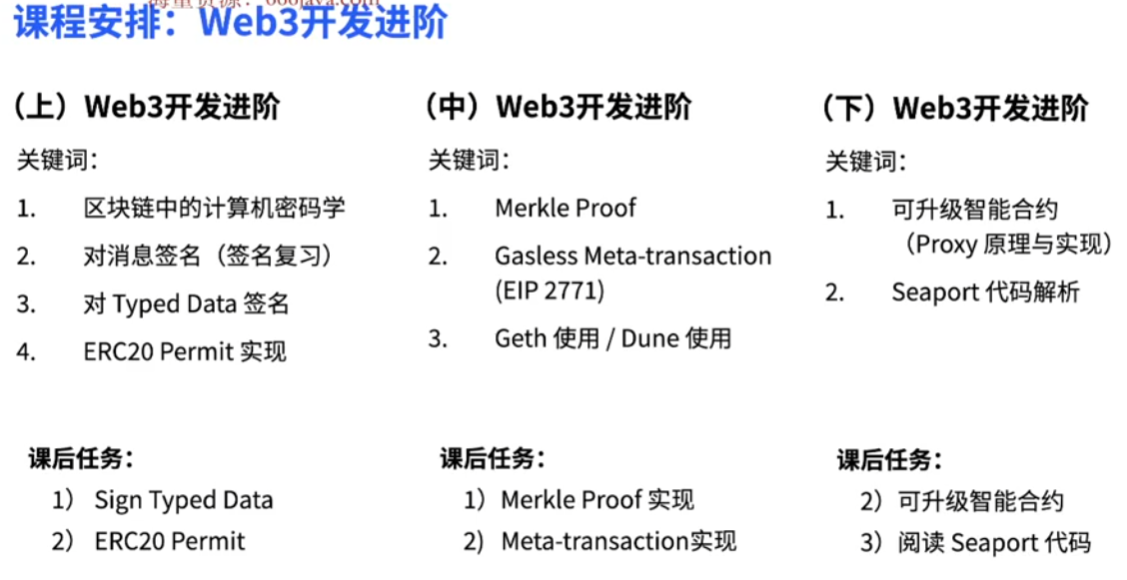 海量资源：666java.com
课程安排：Web3开发进阶
（上）Web3开发进阶
关键词：
1. 区块链中的计算机密码学
2. 对消息签名（签名复习）
3. 对 Typed Data 签名
4. ERC20 Permit 实现
课后任务：
1） Sign Typed Data
2） ERC20 Permit
（中）Web3开发进阶
关键词：
1. Merkle Proof
2. Gasless Meta-transaction
(EIP 2771)
3. Geth 使用 / Dune 使用
课后任务：
1）Merkle Proof 实现
2） Meta-transaction实现
（下）Web3开发进阶
关键词：
1. 可升级智能合约
（Proxy 原理与实现）
2. Seaport 代码解析
课后任务：
2）可升级智能合约
3）阅读 Seaport 代码